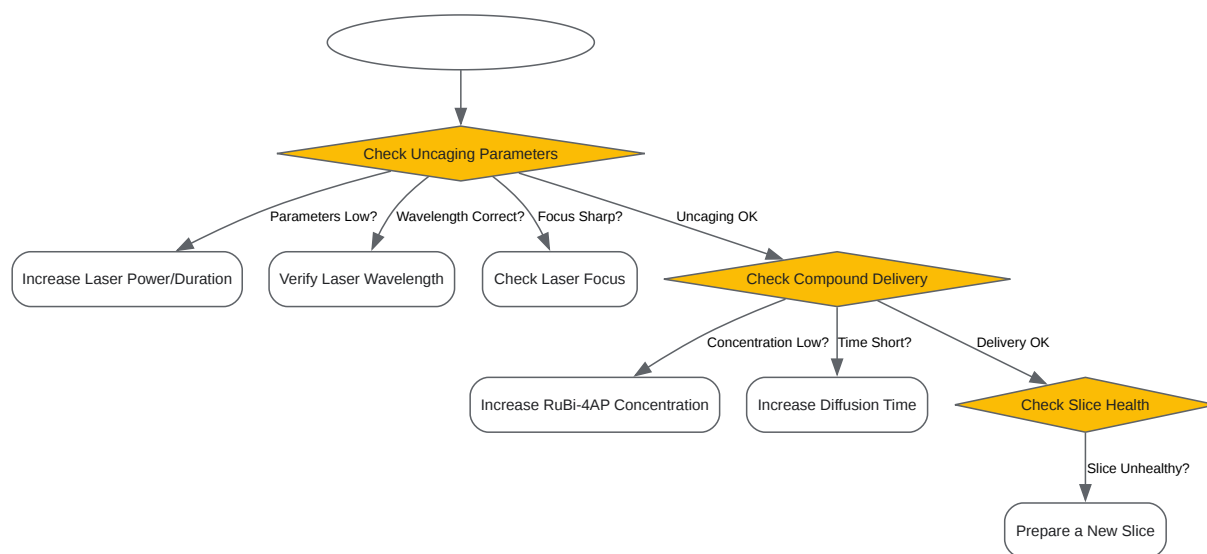 Check Uncaging Parameters
Parameters Low?
Wavelength Correct?
Focus Sharp?
Uncaging OK
Increase Laser Power/Duration
Verify Laser Wavelength
Check Laser Focus
Check Compound Delivery
Concentration Low?
Time Short?
Delivery OK
Increase RuBi-4AP Concentration
Increase Diffusion Time
Check Slice Health
Slice Unhealthy?
Prepare a New Slice